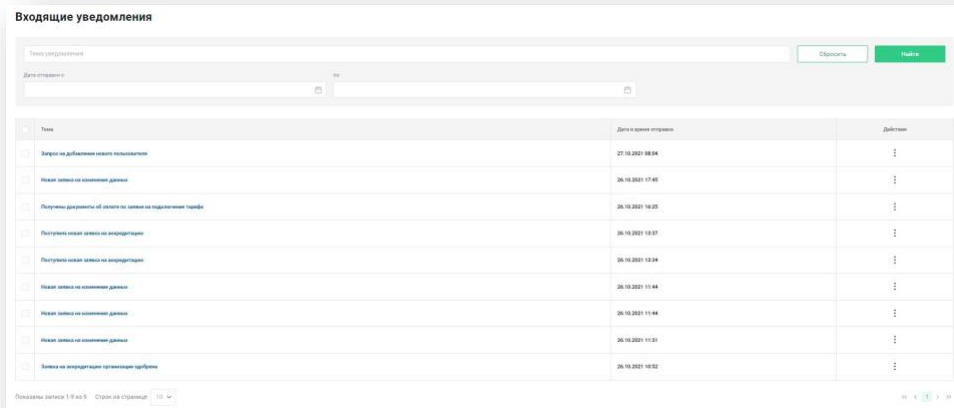 Входящие уведомления
Тема уведомления
Сбросить
Найти
Дата отправки с
по
Тема
Дата и время отправки
Действия
Запрос на добавление нового пользователя
27.10.2021 08:04
Новая заявка на изменение данных
26.10.2021 17:45
Получены документы об оплате по заявке на подключение тарифа
26.10.2021 16:25
Поступила новая заявка на аккредитацию
26.10.2021 13:37
Поступила новая заявка на аккредитацию
26.10.2021 13:34
Новая заявка на изменение данных
26.10.2021 11:44
Новая заявка на изменение данных
26.10.2021 11:44
Новая заявка на изменение данных
26.10.2021 11:31
Заявка на аккредитацию организации одобрена
26.10.2021 10:52
Показаны записи 1-9 из 9 Строк на странице 10
1